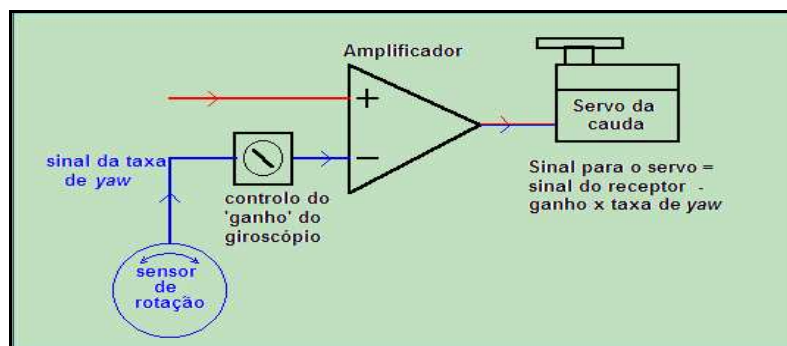 Amplificador
+
Servo da
cauda
sinal da taxa
de yaw
−
controlo do
'ganho' do
giroscópio
Sinal para o servo =
sinal do receptor -
ganho x taxa de yaw
sensor
de
rotação